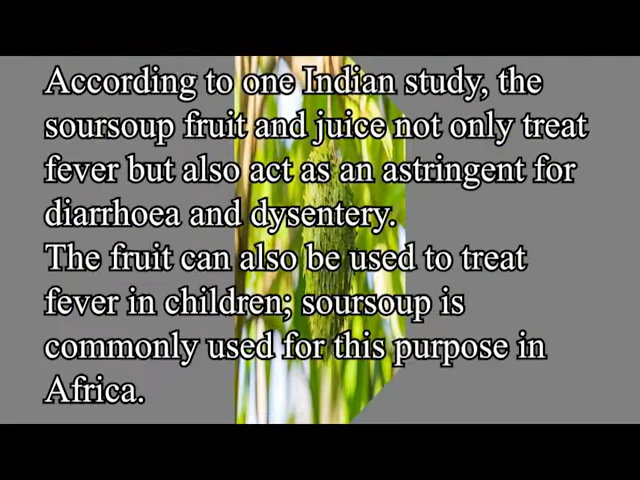 According to one Indian study, the
soursoup fruit and juice not only treat
fever but also act as an astringent for
diarrhoea and dysentery.
The fruit can also be used to treat
fever in children; soursoup is
commonly used for this purpose in
Africa.